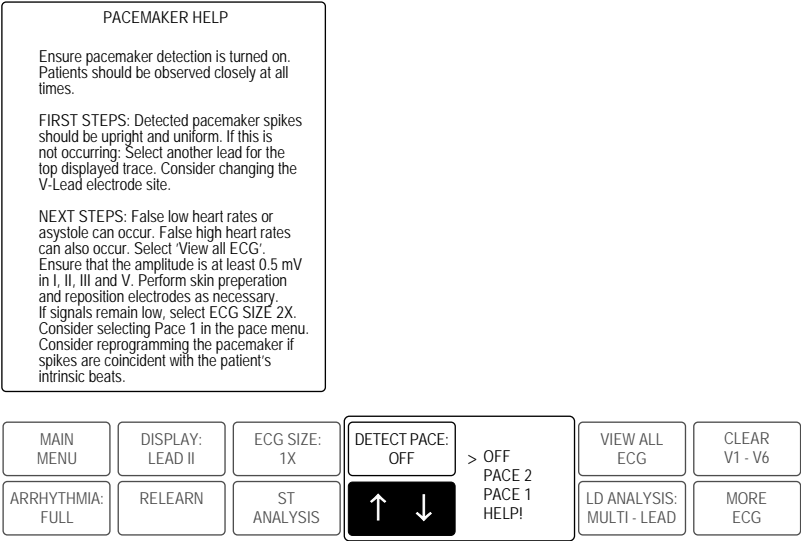 PACEMAKER HELP
Ensure pacemaker detection is turned on.
Patients should be observed closely at all
times.
FIRST STEPS: Detected pacemaker spikes
should be upright and uniform. If this is
not occurring: Select another lead for the
top displayed trace. Consider changing the
V-Lead electrode site.
NEXT STEPS: False low heart rates or
asystole can occur. False high heart rates
can also occur. Select 'View all ECG'.
Ensure that the amplitude is at least 0.5 mV
in I, II, III and V. Perform skin preperation
and reposition electrodes as necessary.
If signals remain low, select ECG SIZE 2X.
Consider selecting Pace 1 in the pace menu.
Consider reprogramming the pacemaker if
spikes are coincident with the patient's
intrinsic beats.
MAIN
MENU
DISPLAY:
LEAD II
ECG SIZE:
1X
DETECT PACE:
OFF
> OFF
PACE 2
PACE 1
HELP!
VIEW ALL
ECG
CLEAR
V1 - V6
ARRHYTHMIA:
FULL
RELEARN
ST
ANALYSIS
↑ ↓
LD ANALYSIS:
MULTI - LEAD
MORE
ECG